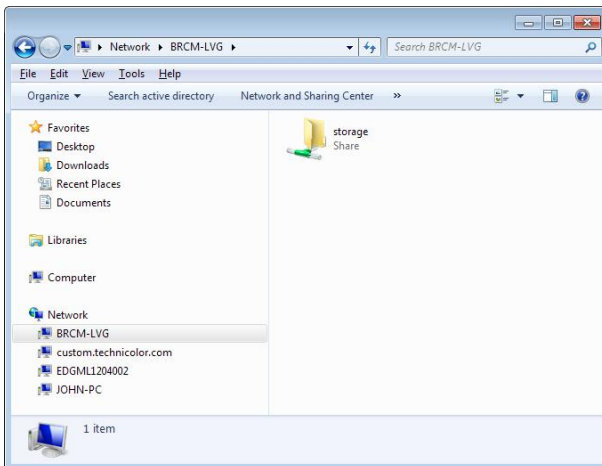 Network ▸ BRCM-LVG ▸
Search BRCM-LVG
File Edit View Tools Help
Organize Search active directory Network and Sharing Center »
Favorites
Desktop
Downloads
Recent Places
Documents
Libraries
Computer
Network
BRCM-LVG
custom.technicolor.com
EDGML1204002
JOHN-PC
storage
Share
1 item